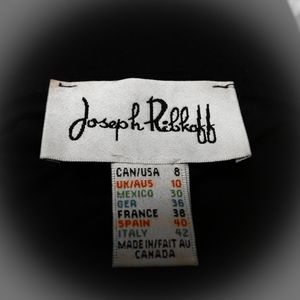 Joseph Ribkoff
CAN/USA 8
UK/AUS 10
MEXICO 30
GER 36
FRANCE 38
SPAIN 40
ITALY 42
MADE IN/FAIT AU
CANADA